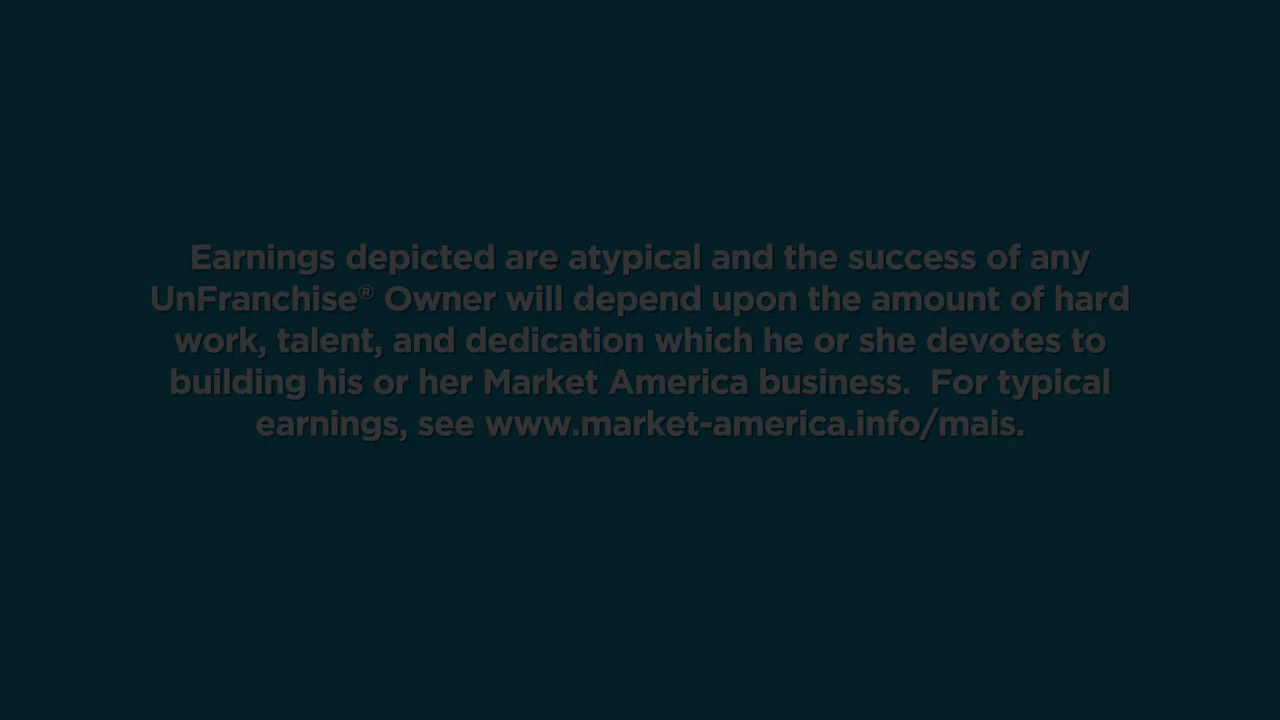 Earnings depicted are atypical and the success of any
UnFranchise® Owner will depend upon the amount of hard
work, talent, and dedication which he or she devotes to
building his or her Market America business.  For typical
earnings, see www.market-america.info/mais.